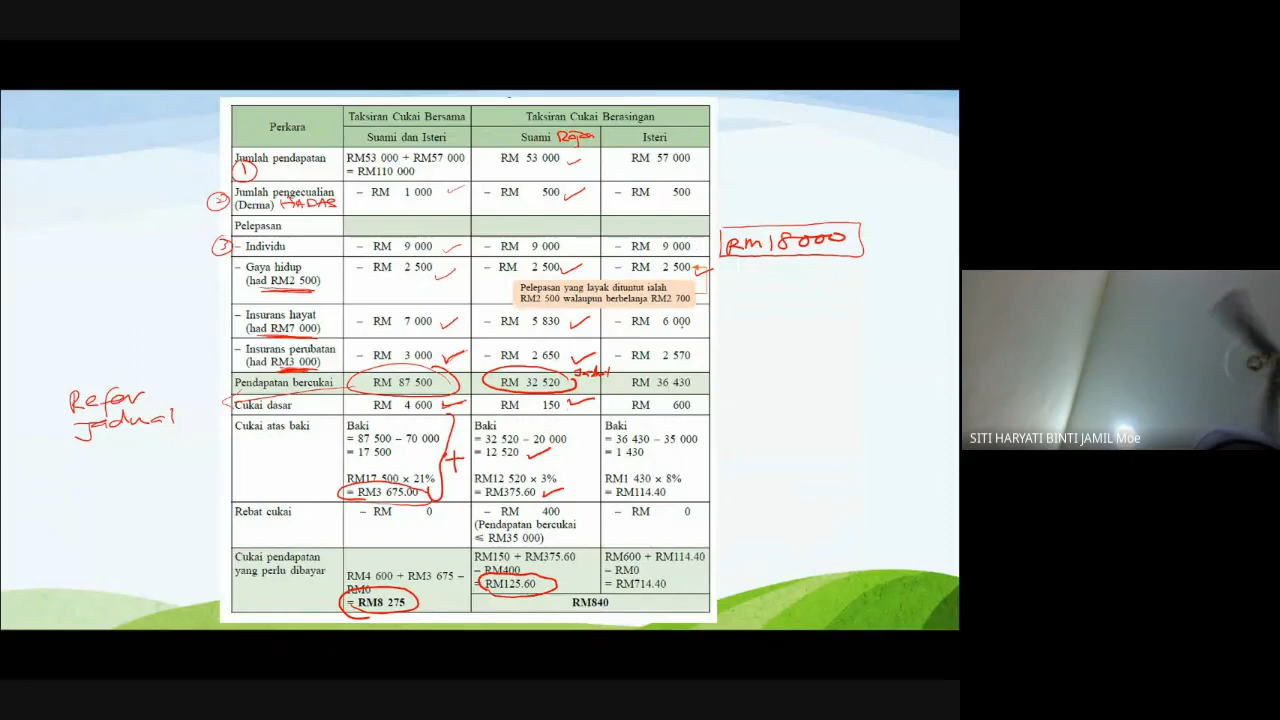 Perkara
Taksiran Cukai Bersama
Taksiran Cukai Berasingan
Suami dan Isteri
Suami
Isteri
Jumlah pendapatan
①
RM53 000 + RM57 000
= RM110 000
RM 53 000
RM 57 000
②
Jumlah pengecualian
(Derma) HADAS
– RM 1 000
– RM 500
– RM 500
Pelepasan
③
– Individu
– RM 9 000
– RM 9 000
– RM 9 000
RM 18000
– Gaya hidup
(had RM2 500)
– RM 2 500
– RM 2 500
– RM 2 500
Pelepasan yang layak dituntut ialah
RM2 500 walaupun berbelanja RM2 700
– Insurans hayat
(had RM7 000)
– RM 7 000
– RM 5 830
– RM 6 000
– Insurans perubatan
(had RM3 000)
– RM 3 000
– RM 2 650
– RM 2 570
Jadual
Pendapatan bercukai
RM 87 500
RM 32 520
RM 36 430
Refer
Jadual
Cukai dasar
RM 4 600
RM 150
RM 600
Cukai atas baki
Baki
= 87 500 – 70 000
= 17 500
RM17 500 × 21%
= RM3 675.00
+
Baki
= 32 520 – 20 000
= 12 520
RM12 520 × 3%
= RM375.60
Baki
= 36 430 – 35 000
= 1 430
RM1 430 × 8%
= RM114.40
Rebat cukai
– RM 0
– RM 400
(Pendapatan bercukai
≤ RM35 000)
– RM 0
Cukai pendapatan
yang perlu dibayar
RM4 600 + RM3 675 –
RM0
= RM8 275
RM150 + RM375.60
– RM400
= RM125.60
RM600 + RM114.40
– RM0
= RM714.40
RM840
SITI HARYATI BINTI JAMIL Moe